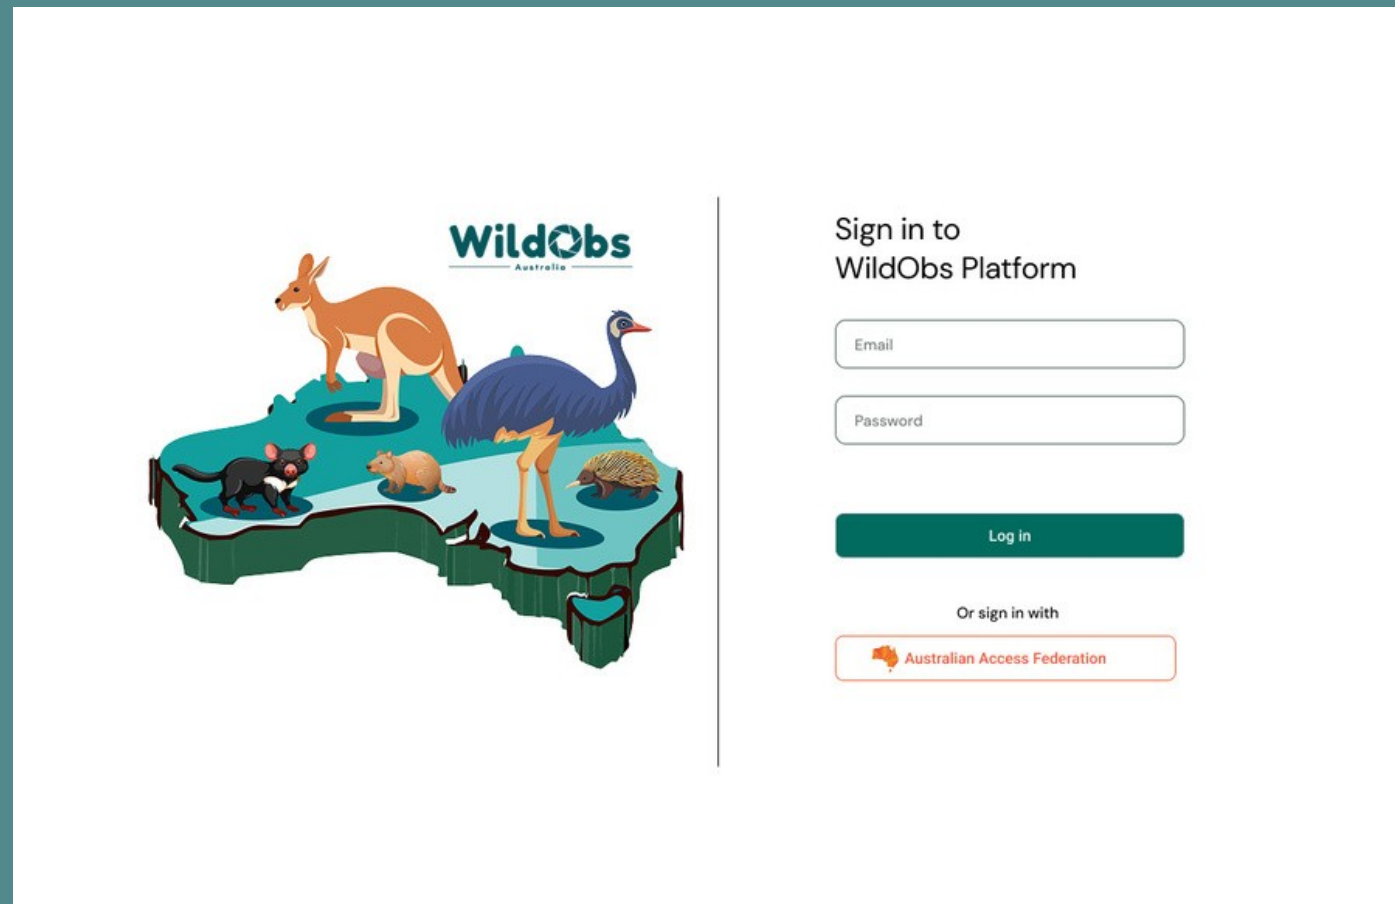 WildObs
Australia
Sign in to
WildObs Platform
Email
Password
Log in
Or sign in with
Australian Access Federation